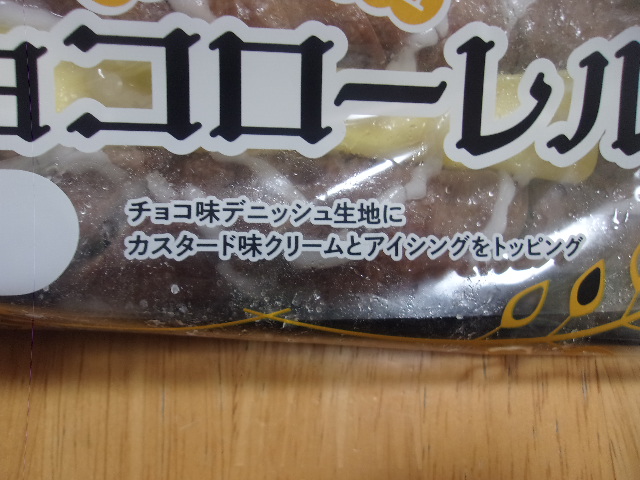 ョコローレル
チョコ味デニッシュ生地に
カスタード味クリームとアイシングをトッピング